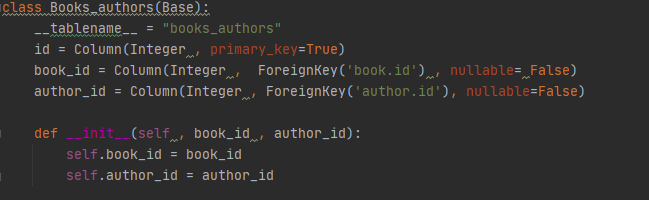 class Books_authors(Base):
    __tablename__ = "books_authors"
    id = Column(Integer , primary_key=True)
    book_id = Column(Integer ,  ForeignKey('book.id') , nullable= False)
    author_id = Column(Integer , ForeignKey('author.id'), nullable=False)
    def __init__(self , book_id , author_id):
        self.book_id = book_id
        self.author_id = author_id